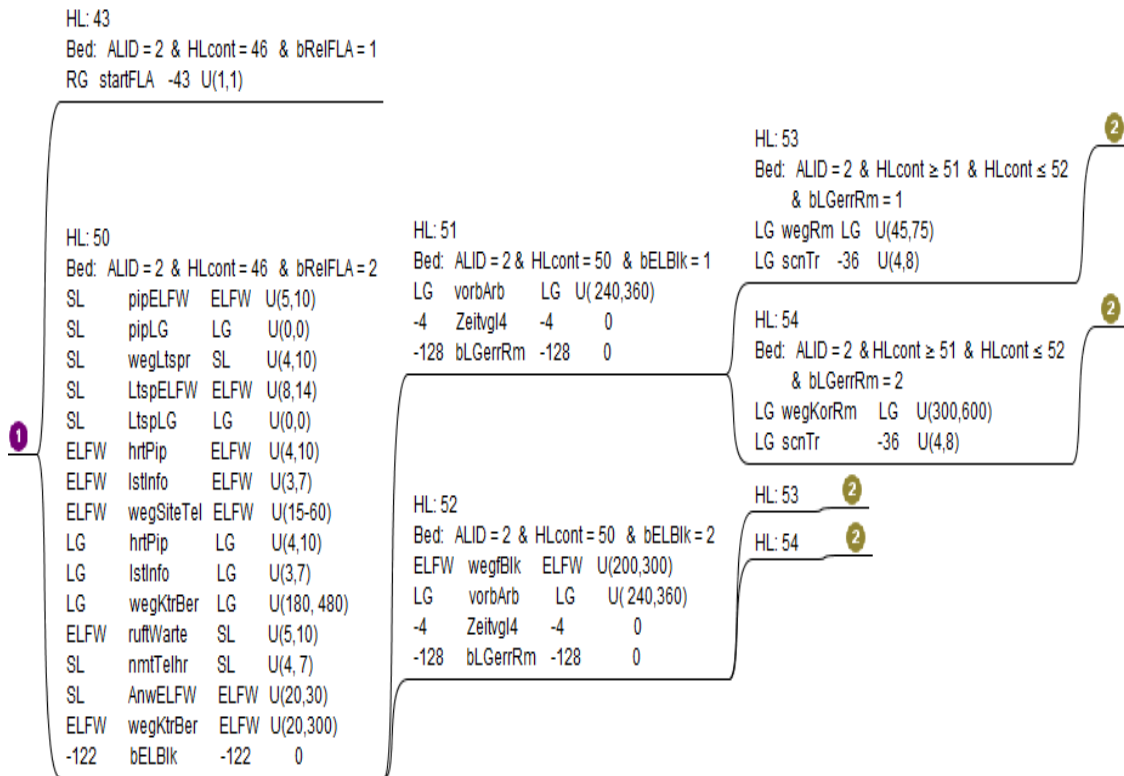 HL: 43
Bed: ALID = 2 & HLcont = 46 & bRelFLA = 1
RG startFLA -43 U(1,1)
1
HL: 50
Bed: ALID = 2 & HLcont = 46 & bRelFLA = 2
SL pipELFW ELFW U(5,10)
SL pipLG LG U(0,0)
SL wegLtspr SL U(4,10)
SL LtspELFW ELFW U(8,14)
SL LtspLG LG U(0,0)
ELFW hrtPip ELFW U(4,10)
ELFW lstInfo ELFW U(3,7)
ELFW wegSiteTel ELFW U(15-60)
LG hrtPip LG U(4,10)
LG lstInfo LG U(3,7)
LG wegKtrBer LG U(180, 480)
ELFW ruftWarte SL U(5,10)
SL nmtTelhr SL U(4, 7)
SL AnwELFW ELFW U(20,30)
ELFW wegKtrBer ELFW U(20,300)
-122 bELBlk -122 0
HL: 51
Bed: ALID = 2 & HLcont = 50 & bELBlk = 1
LG vorbArb LG U( 240,360)
-4 Zeitvgl4 -4 0
-128 bLGerrRm -128 0
HL: 52
Bed: ALID = 2 & HLcont = 50 & bELBlk = 2
ELFW wegfBlk ELFW U(200,300)
LG vorbArb LG U( 240,360)
-4 Zeitvgl4 -4 0
-128 bLGerrRm -128 0
HL: 53
Bed: ALID = 2 & HLcont ≥ 51 & HLcont ≤ 52
& bLGerrRm = 1
LG wegRm LG U(45,75)
LG scnTr -36 U(4,8)
2
HL: 54
Bed: ALID = 2 & HLcont ≥ 51 & HLcont ≤ 52
& bLGerrRm = 2
LG wegKorRm LG U(300,600)
LG scnTr -36 U(4,8)
2
HL: 53 2
HL: 54 2